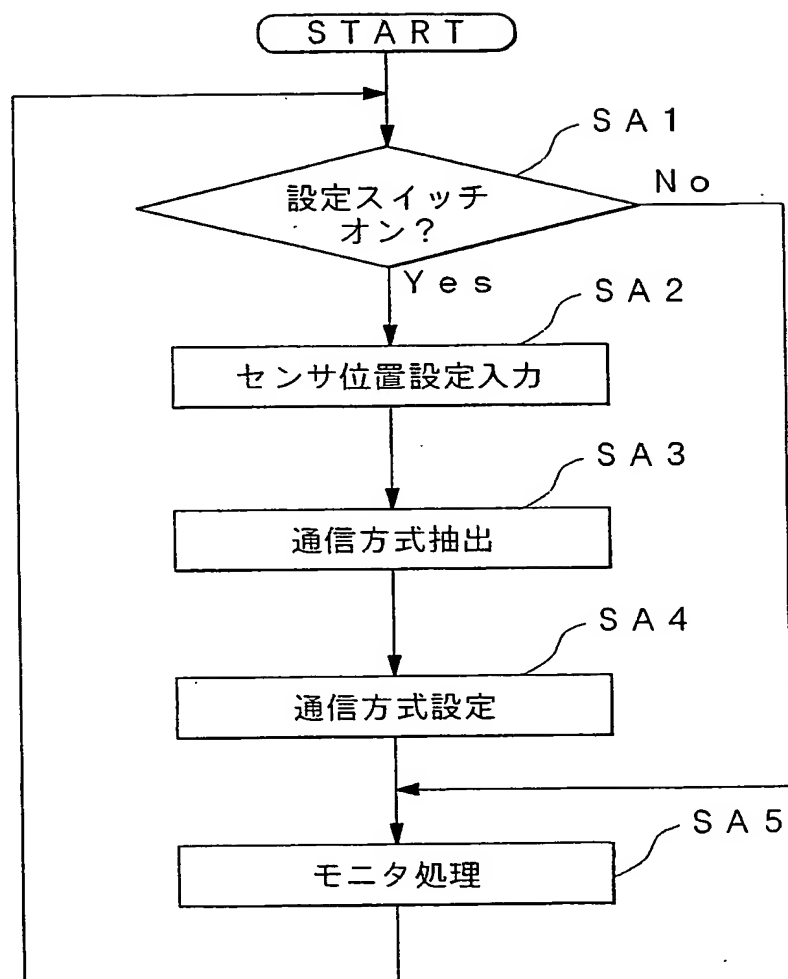 START
SA1
設定スイッチ
オン？
No
Yes
SA2
センサ位置設定入力
SA3
通信方式抽出
SA4
通信方式設定
SA5
モニタ処理